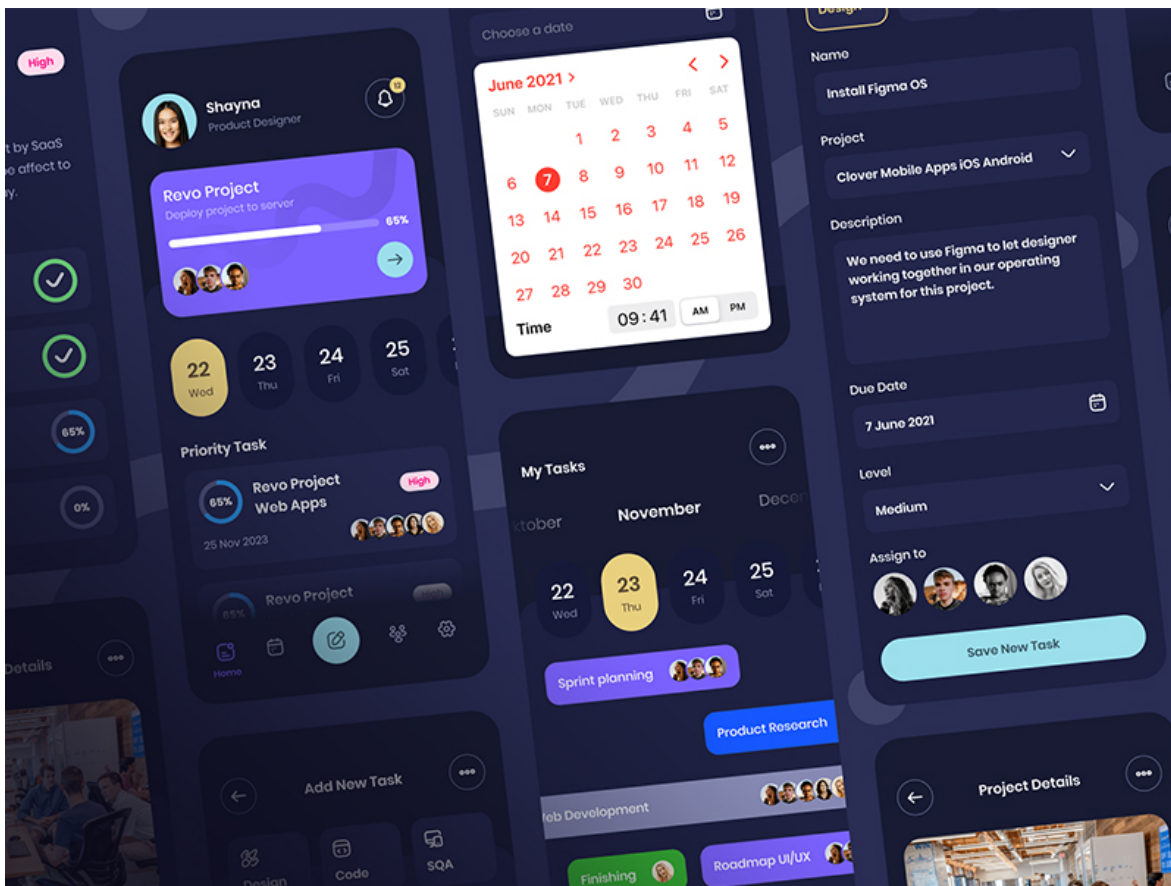 High
t by SaaS
e affect to
y.
65%
0%
Details
Shayna
Product Designer
12
Revo Project
Deploy project to server
65%
22
Wed
23
Thu
24
Fri
25
Sat
Priority Task
65%
Revo Project
Web Apps
High
25 Nov 2023
65%
Revo Project
High
Home
Add New Task
Design
Code
SQA
Choose a date
June 2021
SUN MON TUE WED THU FRI SAT
1 2 3 4 5
6 7 8 9 10 11 12
13 14 15 16 17 18 19
20 21 22 23 24 25 26
27 28 29 30
Time
09:41
AM PM
My Tasks
ktober
November
Decem
22
Wed
23
Thu
24
Fri
25
Sat
Sprint planning
Product Research
eb Development
Finishing
Roadmap UI/UX
Design
Name
Install Figma OS
Project
Clover Mobile Apps iOS Android
Description
We need to use Figma to let designer
working together in our operating
system for this project.
Due Date
7 June 2021
Level
Medium
Assign to
Save New Task
Project Details